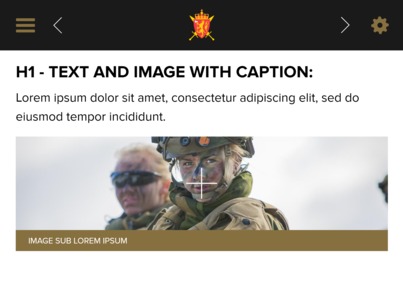 H1 - TEXT AND IMAGE WITH CAPTION:
Lorem ipsum dolor sit amet, consectetur adipiscing elit, sed do
eiusmod tempor incididunt.
IMAGE SUB LOREM IPSUM